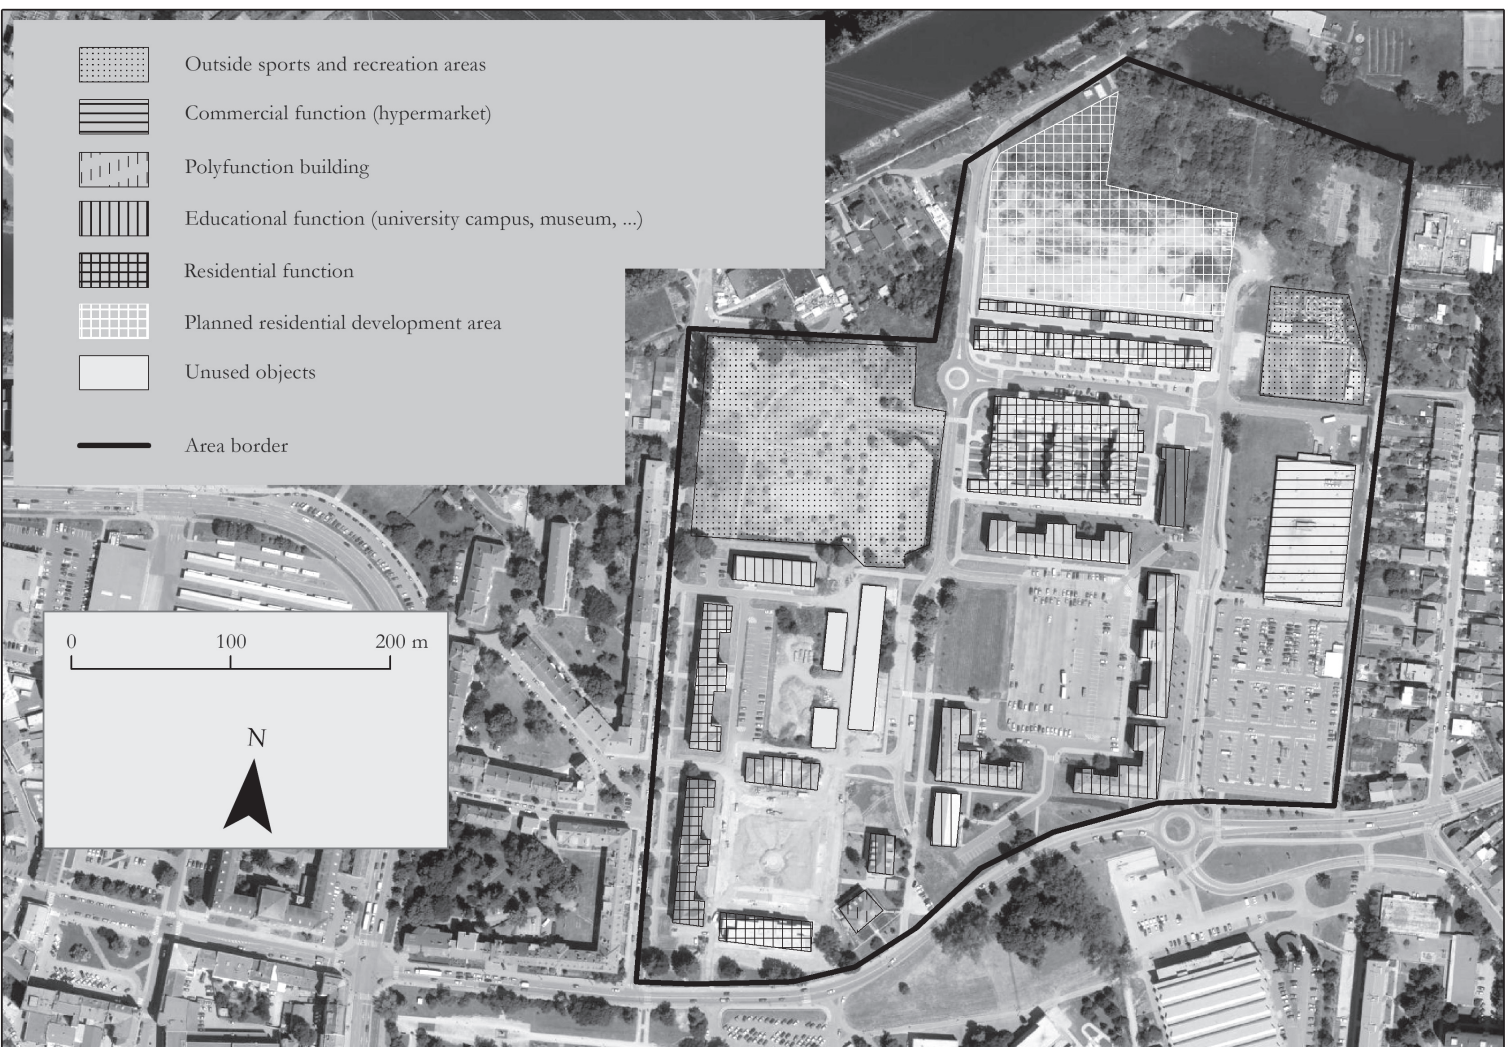 Outside sports and recreation areas
Commercial function (hypermarket)
Polyfunction building
Educational function (university campus, museum, ...)
Residential function
Planned residential development area
Unused objects
Area border
0 100 200 m
N